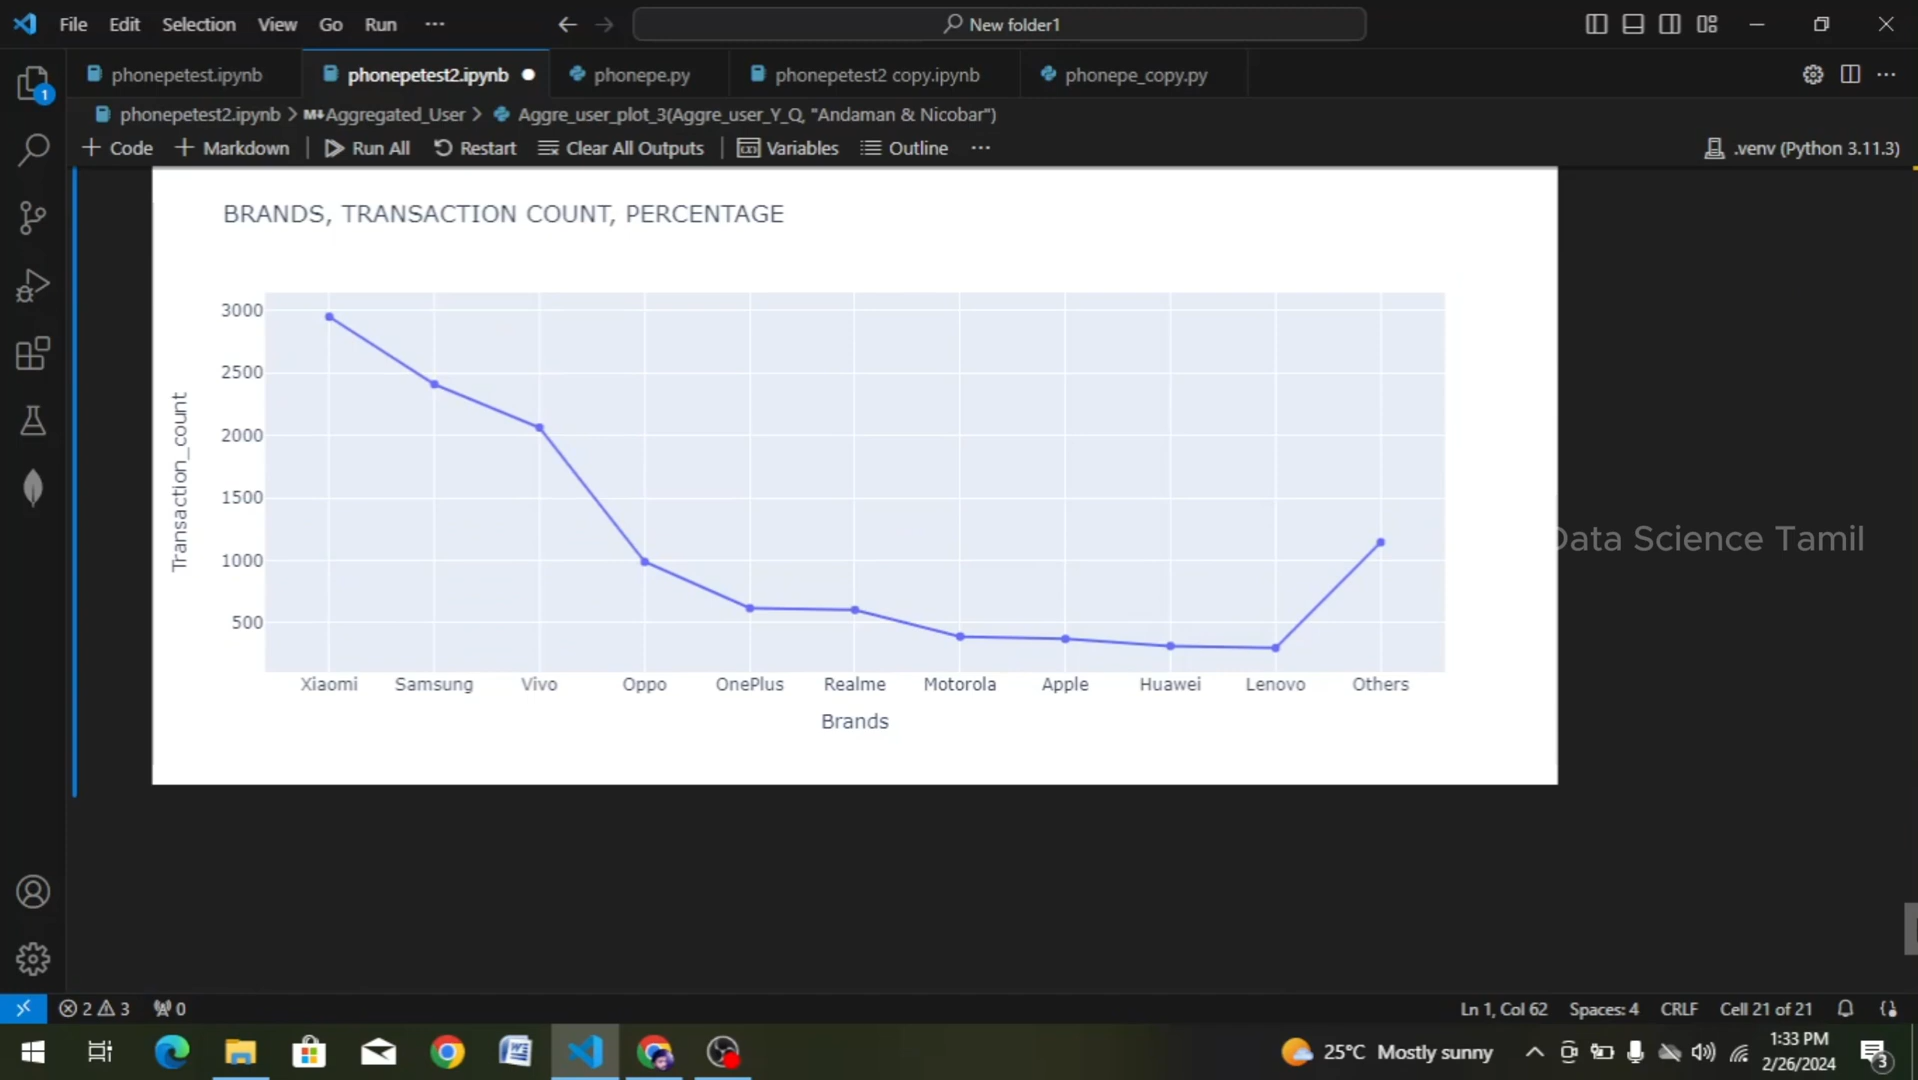 File Edit Selection View Go Run ··· New folder1
phonepetest.ipynb phonepetest2.ipynb phonepe.py phonepetest2 copy.ipynb phonepe_copy.py
phonepetest2.ipynb > M↓Aggregated_User > Aggre_user_plot_3(Aggre_user_Y_Q, "Andaman & Nicobar")
+ Code + Markdown Run All Restart Clear All Outputs Variables Outline ··· .venv (Python 3.11.3)
1
BRANDS, TRANSACTION COUNT, PERCENTAGE
3000
2500
2000
1500
1000
500
Transaction_count
Xiaomi Samsung Vivo Oppo OnePlus Realme Motorola Apple Huawei Lenovo Others
Brands
Data Science Tamil
2 3 0 Ln 1, Col 62 Spaces: 4 CRLF Cell 21 of 21
25°C Mostly sunny
1:33 PM
2/26/2024
3